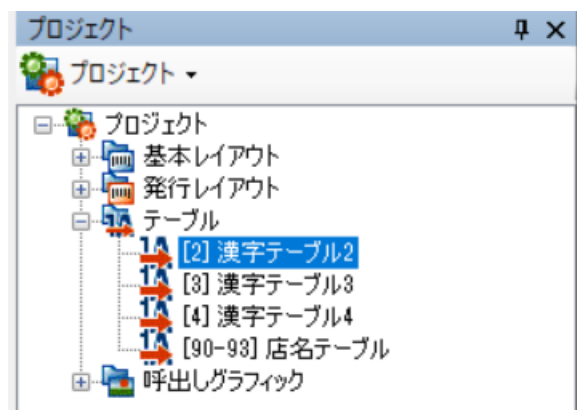 プロジェクト
プロジェクト
プロジェクト
基本レイアウト
発行レイアウト
テーブル
[2] 漢字テーブル2
[3] 漢字テーブル3
[4] 漢字テーブル4
[90-93] 店名テーブル
呼出しグラフィック